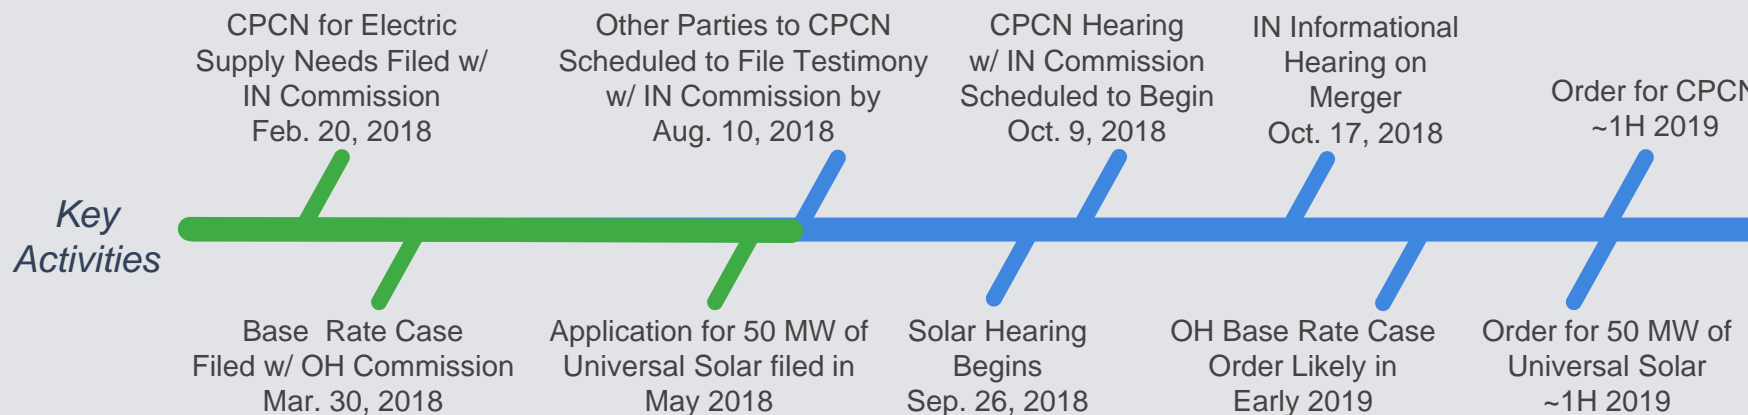 CPCN for Electric
Supply Needs Filed w/
IN Commission
Feb. 20, 2018
Other Parties to CPCN
Scheduled to File Testimony
w/ IN Commission by
Aug. 10, 2018
CPCN Hearing
w/ IN Commission
Scheduled to Begin
Oct. 9, 2018
IN Informational
Hearing on
Merger
Oct. 17, 2018
Order for CPCN
~1H 2019
Key
Activities
Base Rate Case
Filed w/ OH Commission
Mar. 30, 2018
Application for 50 MW of
Universal Solar filed in
May 2018
Solar Hearing
Begins
Sep. 26, 2018
OH Base Rate Case
Order Likely in
Early 2019
Order for 50 MW of
Universal Solar
~1H 2019